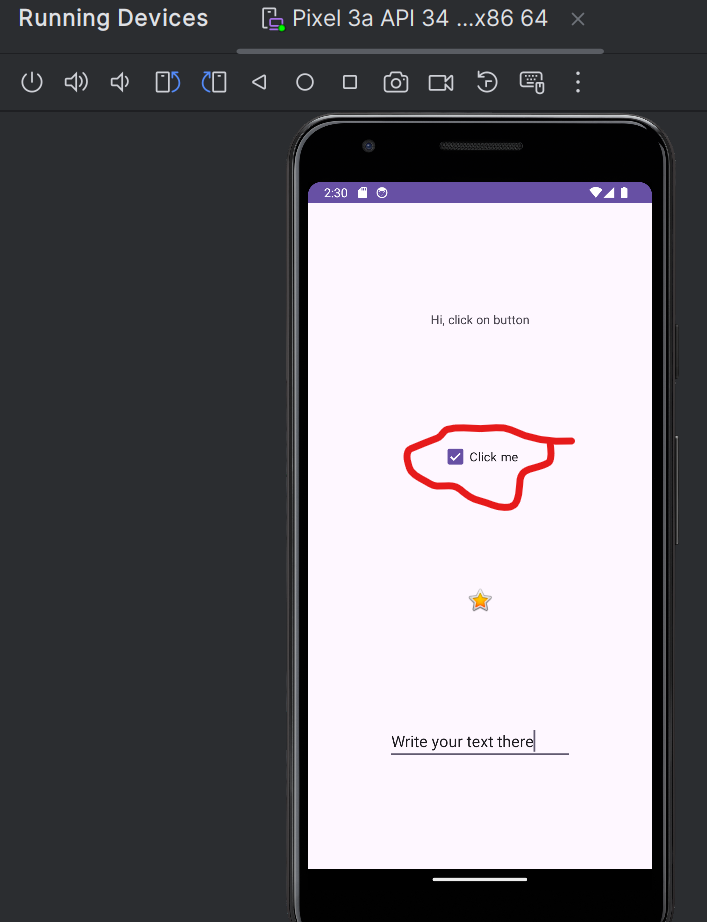 Running Devices
Pixel 3a API 34 ...x86 64
2:30
Hi, click on button
Click me
Write your text there